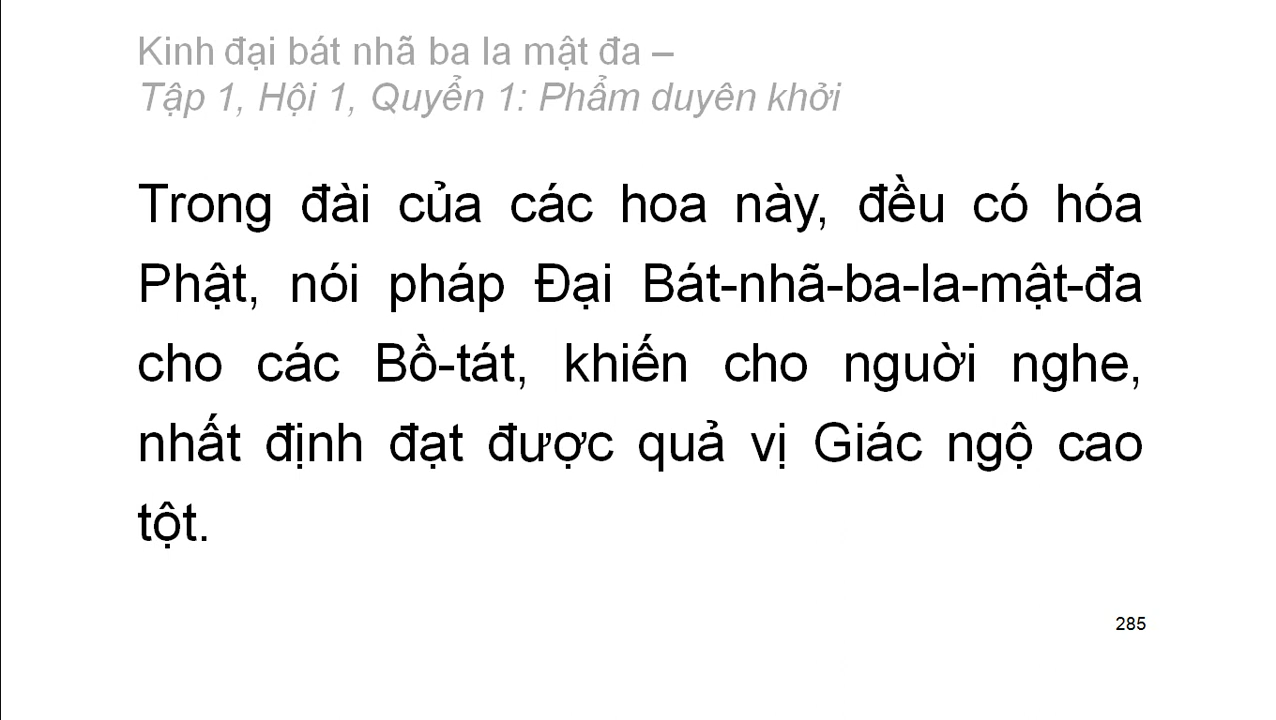 Kinh đại bát nhã ba la mật đa –
Tập 1, Hội 1, Quyển 1: Phẩm duyên khởi
Trong đài của các hoa này, đều có hóa
Phật, nói pháp Đại Bát-nhã-ba-la-mật-đa
cho các Bồ-tát, khiến cho nguời nghe,
nhất định đạt được quả vị Giác ngộ cao
tột.
285